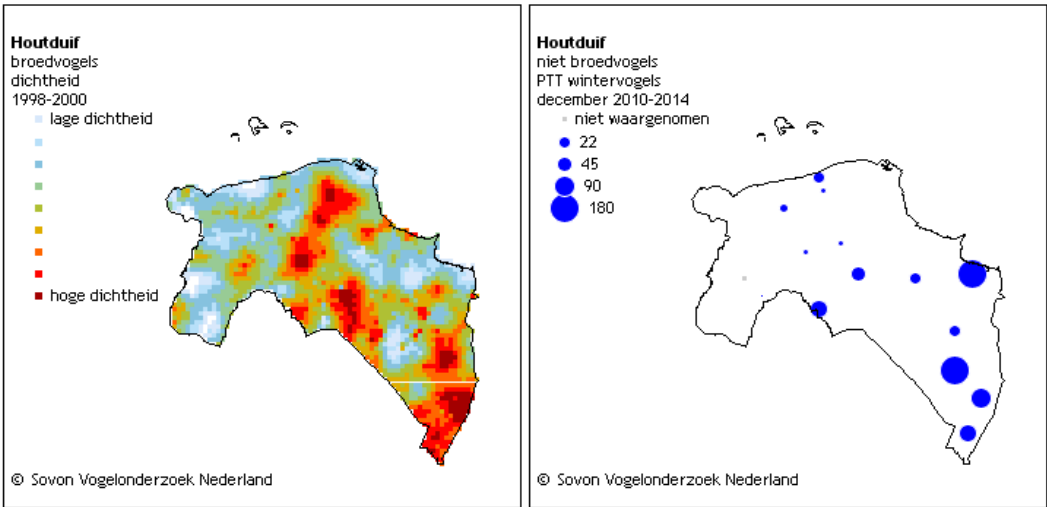 Houtduif
broedvogels
dichtheid
1998-2000
lage dichtheid
hoge dichtheid
© Sovon Vogelonderzoek Nederland
Houtduif
niet broedvogels
PTT wintervogels
december 2010-2014
niet waargenomen
22
45
90
180
© Sovon Vogelonderzoek Nederland